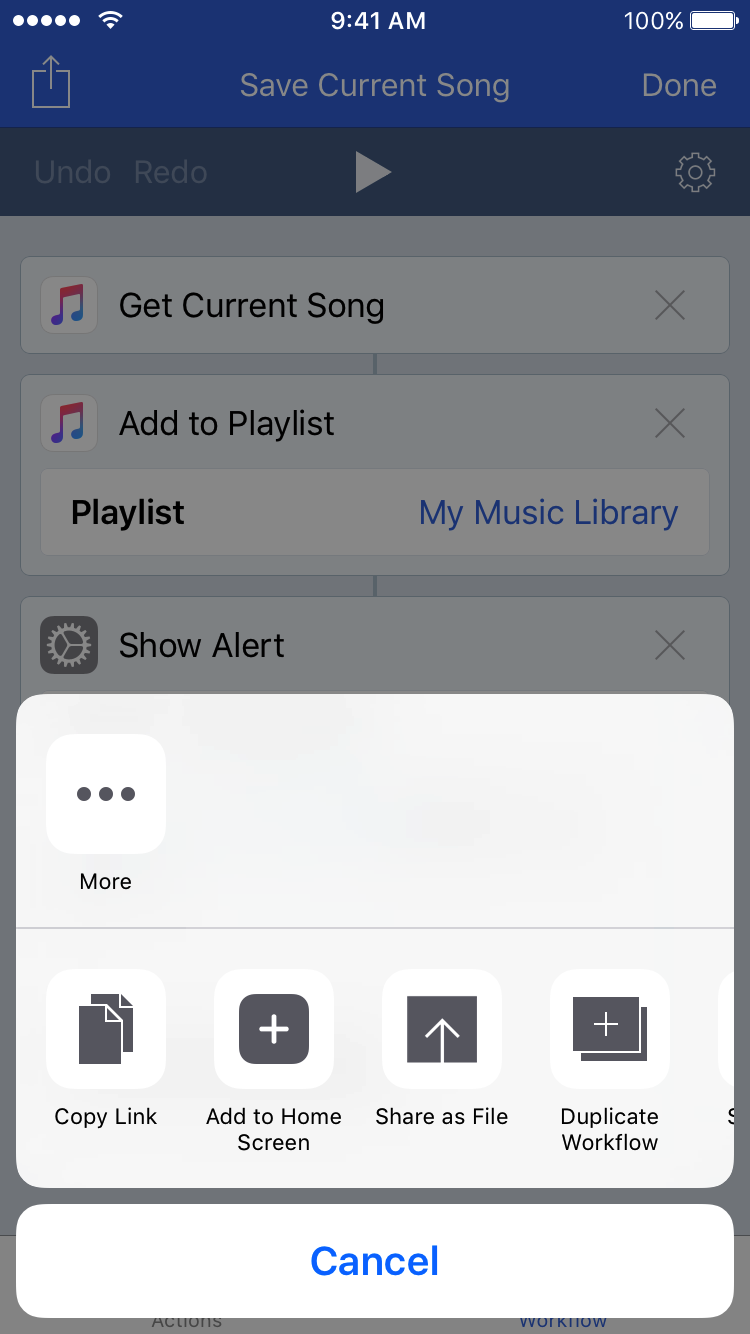 9:41 AM
100%
Save Current Song
Done
Undo
Redo
Get Current Song
Add to Playlist
Playlist
My Music Library
Show Alert
More
Copy Link
Add to Home
Screen
Share as File
Duplicate
Workflow
Cancel
Actions
Workflow